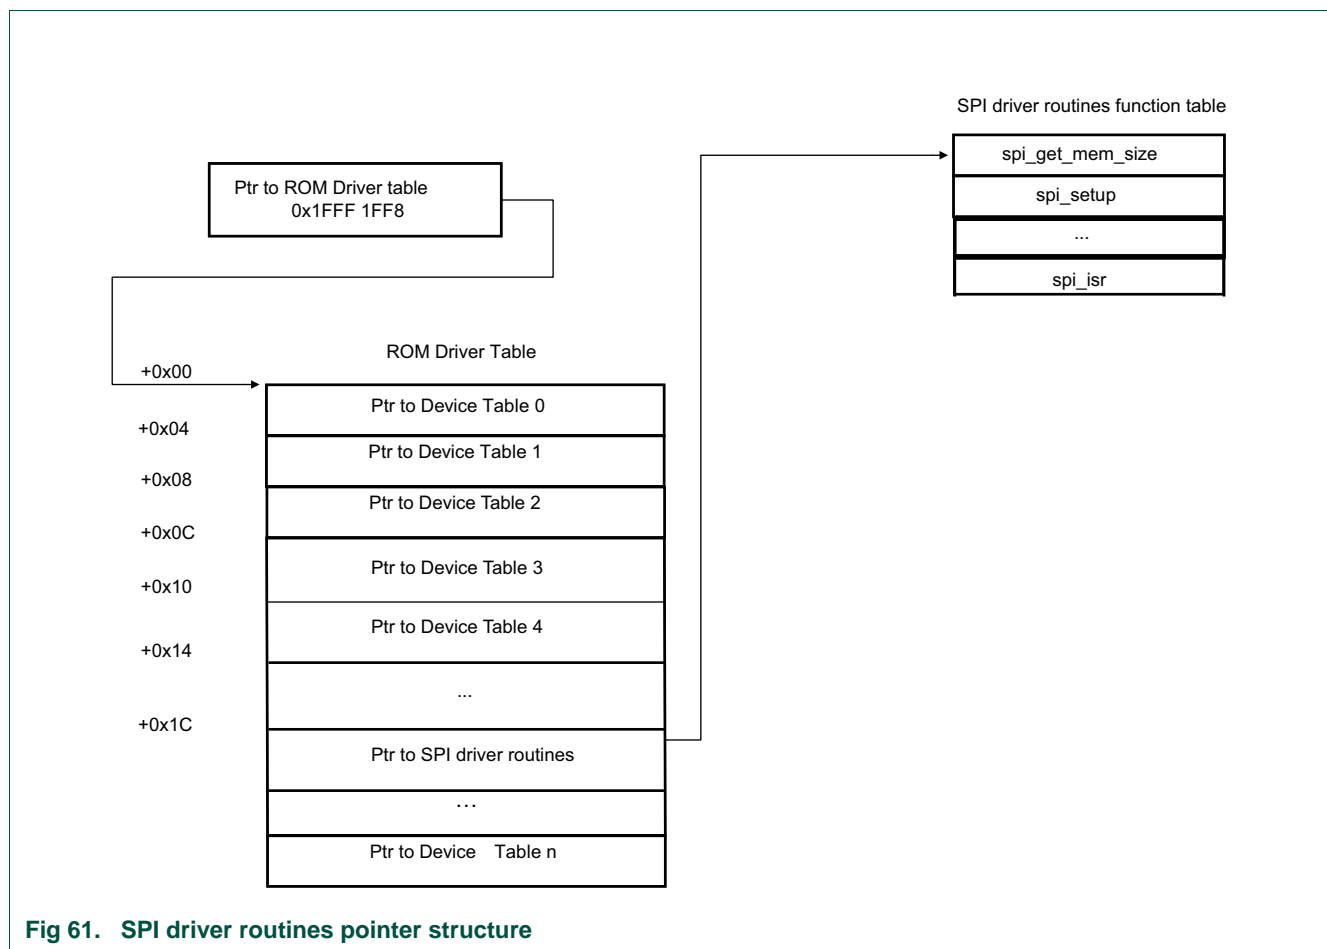 SPI driver routines function table
spi_get_mem_size
spi_setup
...
spi_isr
Ptr to ROM Driver table
0x1FFF 1FF8
ROM Driver Table
+0x00
Ptr to Device Table 0
+0x04
Ptr to Device Table 1
+0x08
Ptr to Device Table 2
+0x0C
Ptr to Device Table 3
+0x10
Ptr to Device Table 4
+0x14
...
+0x1C
Ptr to SPI driver routines
...
Ptr to Device Table n
Fig 61. SPI driver routines pointer structure